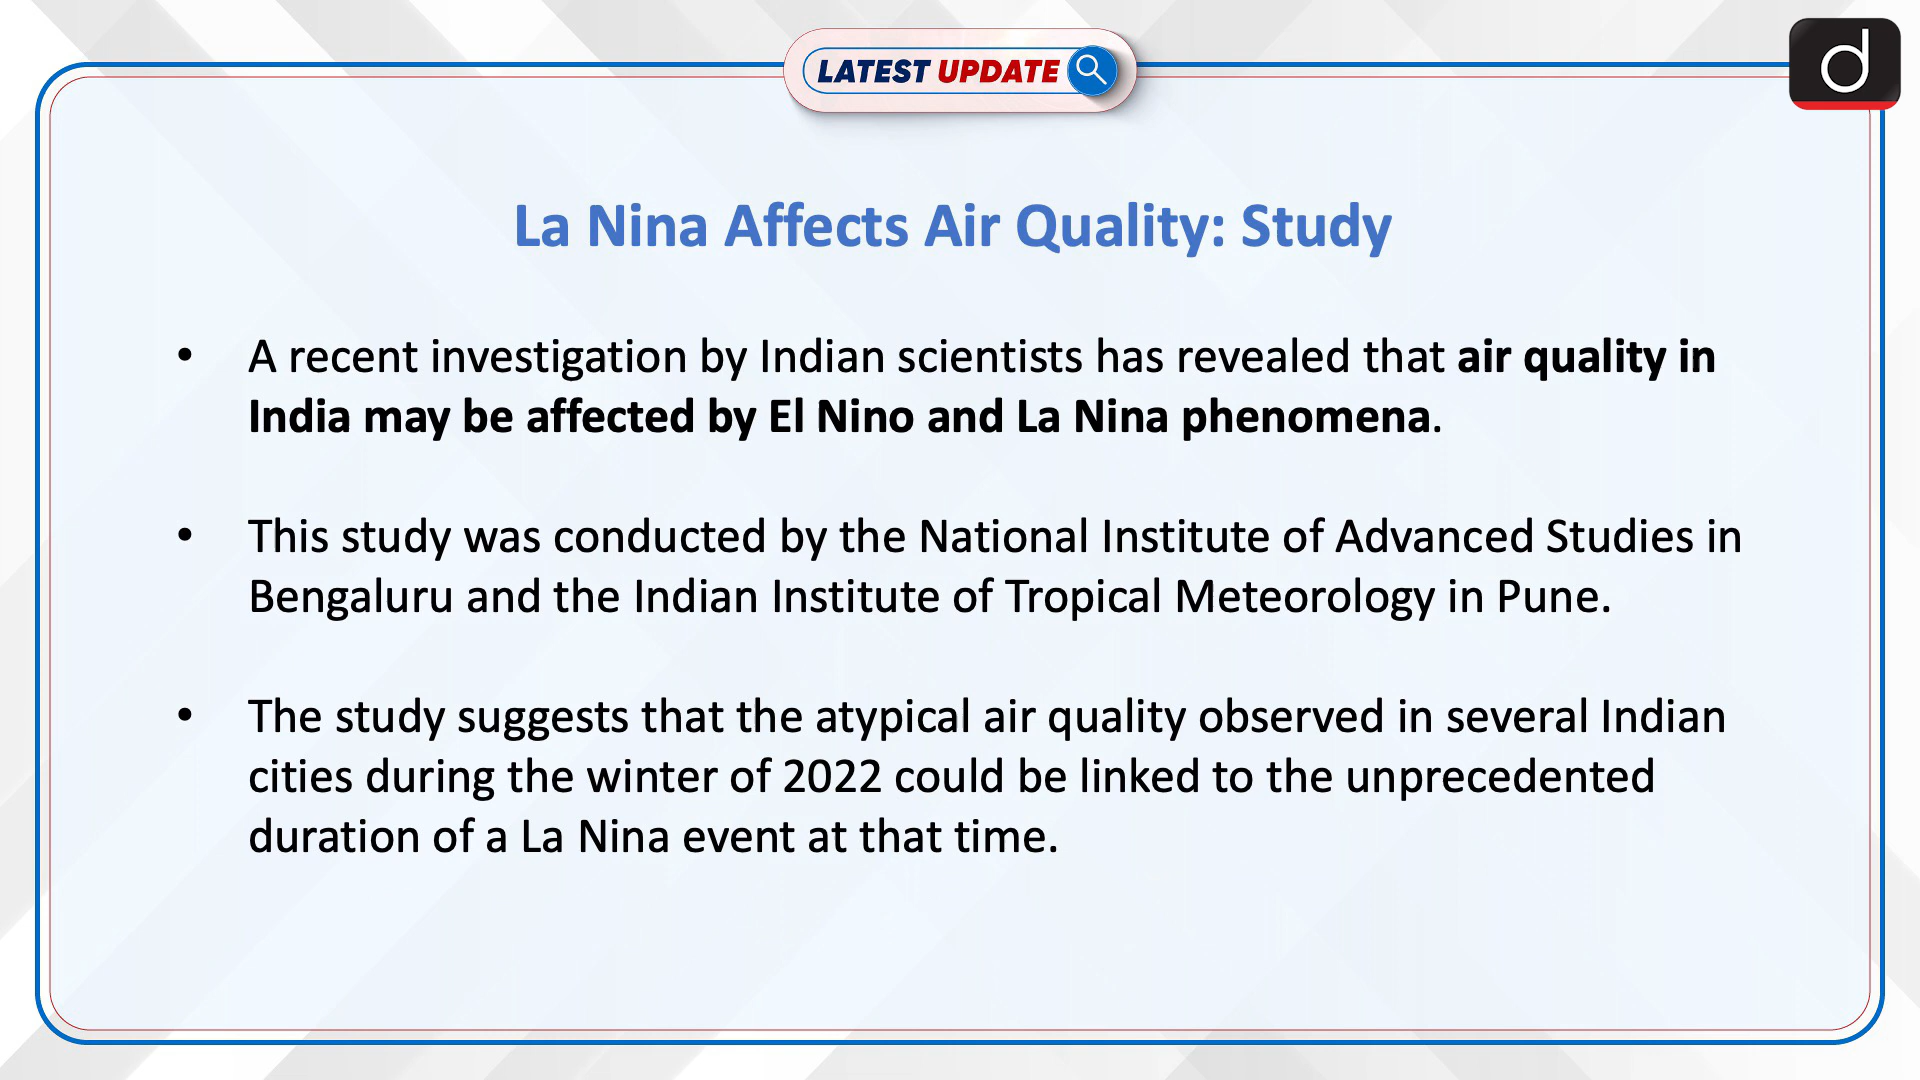 LATEST UPDATE
d
La Nina Affects Air Quality: Study
• A recent investigation by Indian scientists has revealed that air quality in
India may be affected by El Nino and La Nina phenomena.
• This study was conducted by the National Institute of Advanced Studies in
Bengaluru and the Indian Institute of Tropical Meteorology in Pune.
• The study suggests that the atypical air quality observed in several Indian
cities during the winter of 2022 could be linked to the unprecedented
duration of a La Nina event at that time.